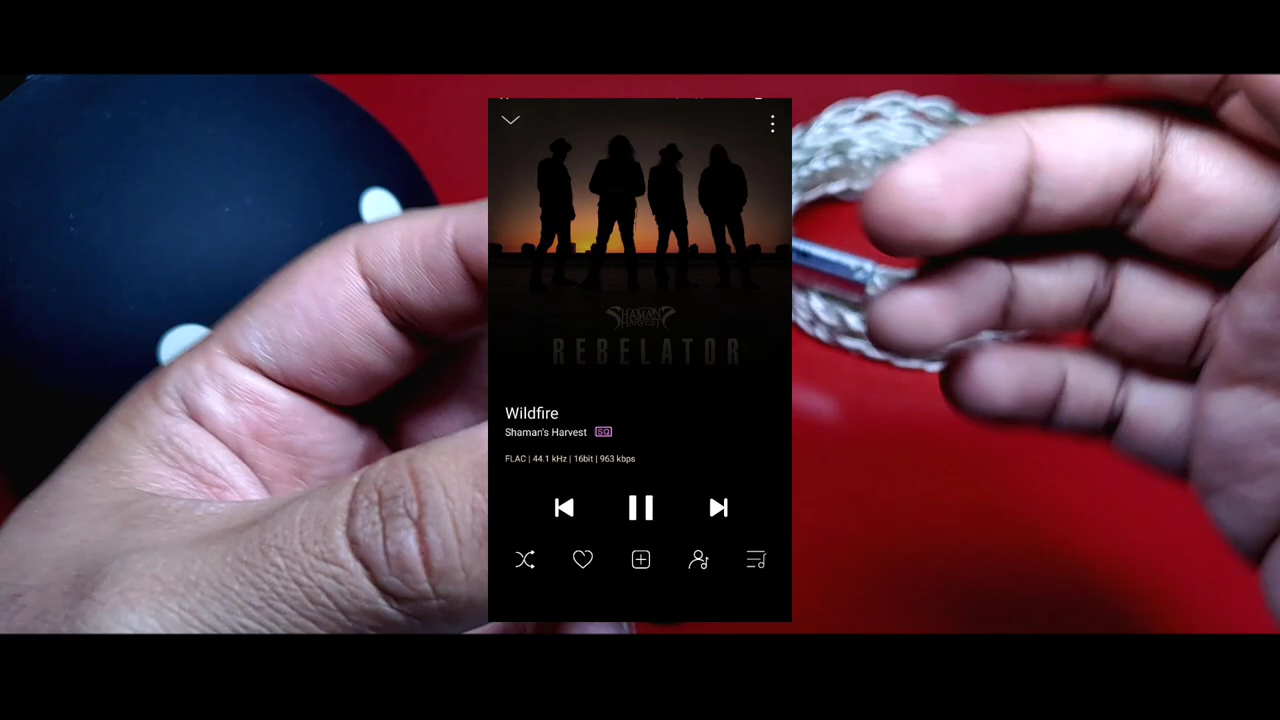 SHAMAN'S
HARVEST
REBELATOR
Wildfire
Shaman's Harvest SQ
FLAC | 44.1 kHz | 16bit | 963 kbps